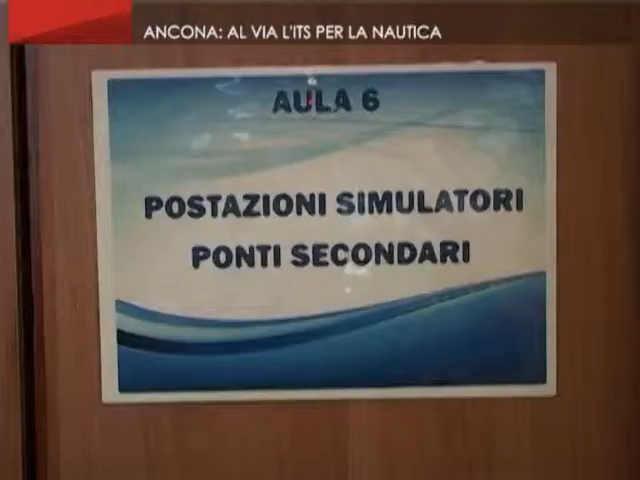 ANCONA: AL VIA L'ITS PER LA NAUTICA
AULA 6
POSTAZIONI SIMULATORI
PONTI SECONDARI